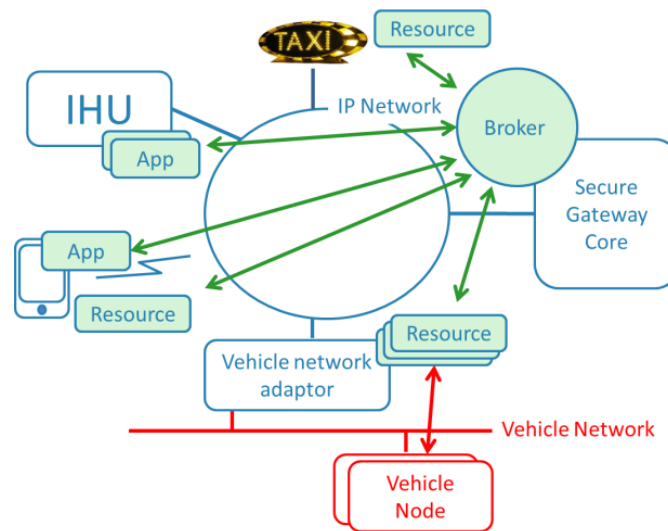 TAXI
Resource
IHU
IP Network
Broker
App
Secure
Gateway
Core
App
Resource
Resource
Vehicle network
adaptor
Vehicle Network
Vehicle
Node